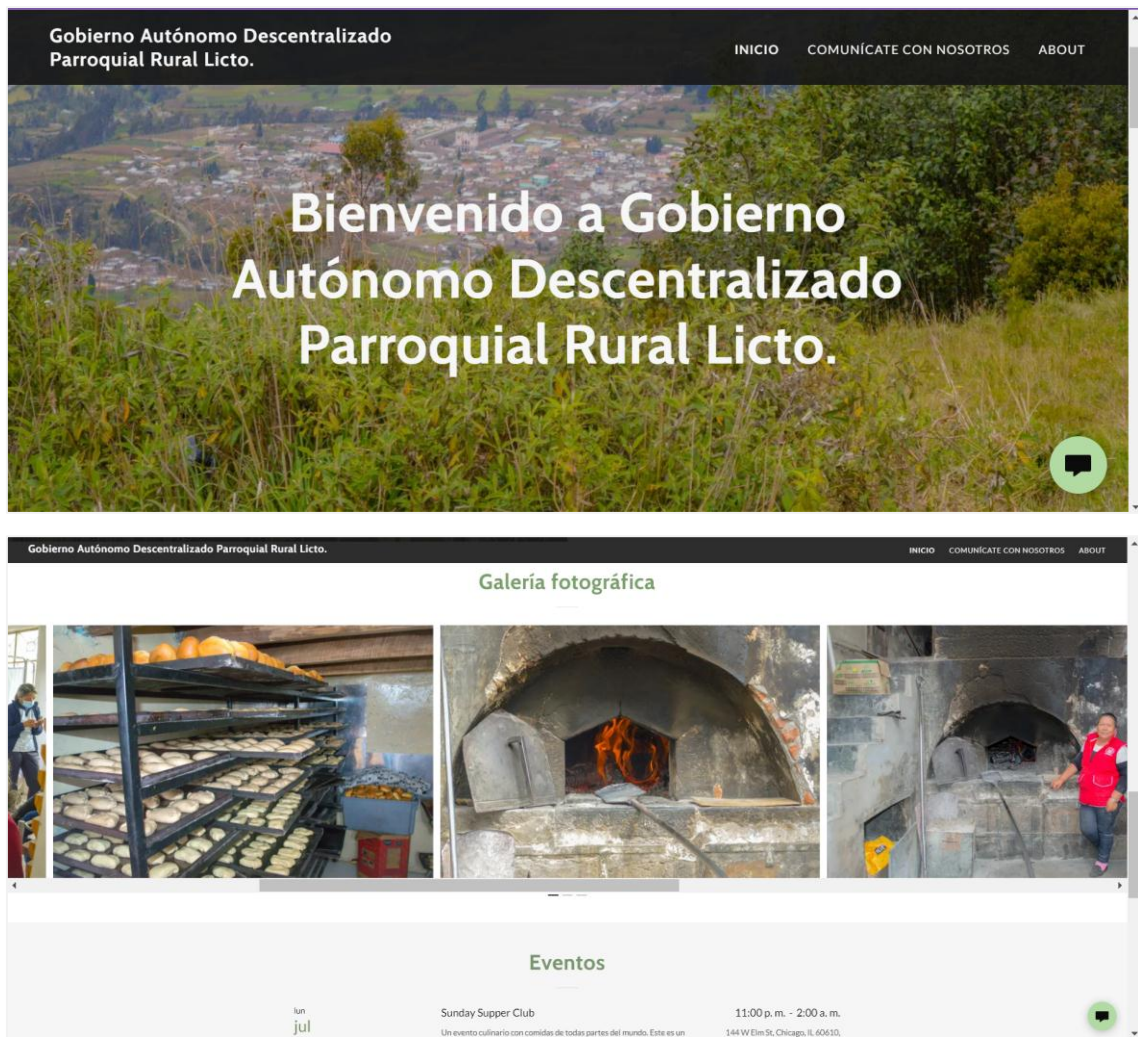 Gobierno Autónomo Descentralizado
Parroquial Rural Licto.
INICIO COMUNÍCATE CON NOSOTROS ABOUT
Bienvenido a Gobierno
Autónomo Descentralizado
Parroquial Rural Licto.
Gobierno Autónomo Descentralizado Parroquial Rural Licto.
INICIO COMUNÍCATE CON NOSOTROS ABOUT
Galería fotográfica
Eventos
lun
jul
Sunday Supper Club
11:00 p. m. - 2:00 a. m.
Un evento culinario con comidas de todas partes del mundo. Este es un
144 W Elm St, Chicago, IL 60610,